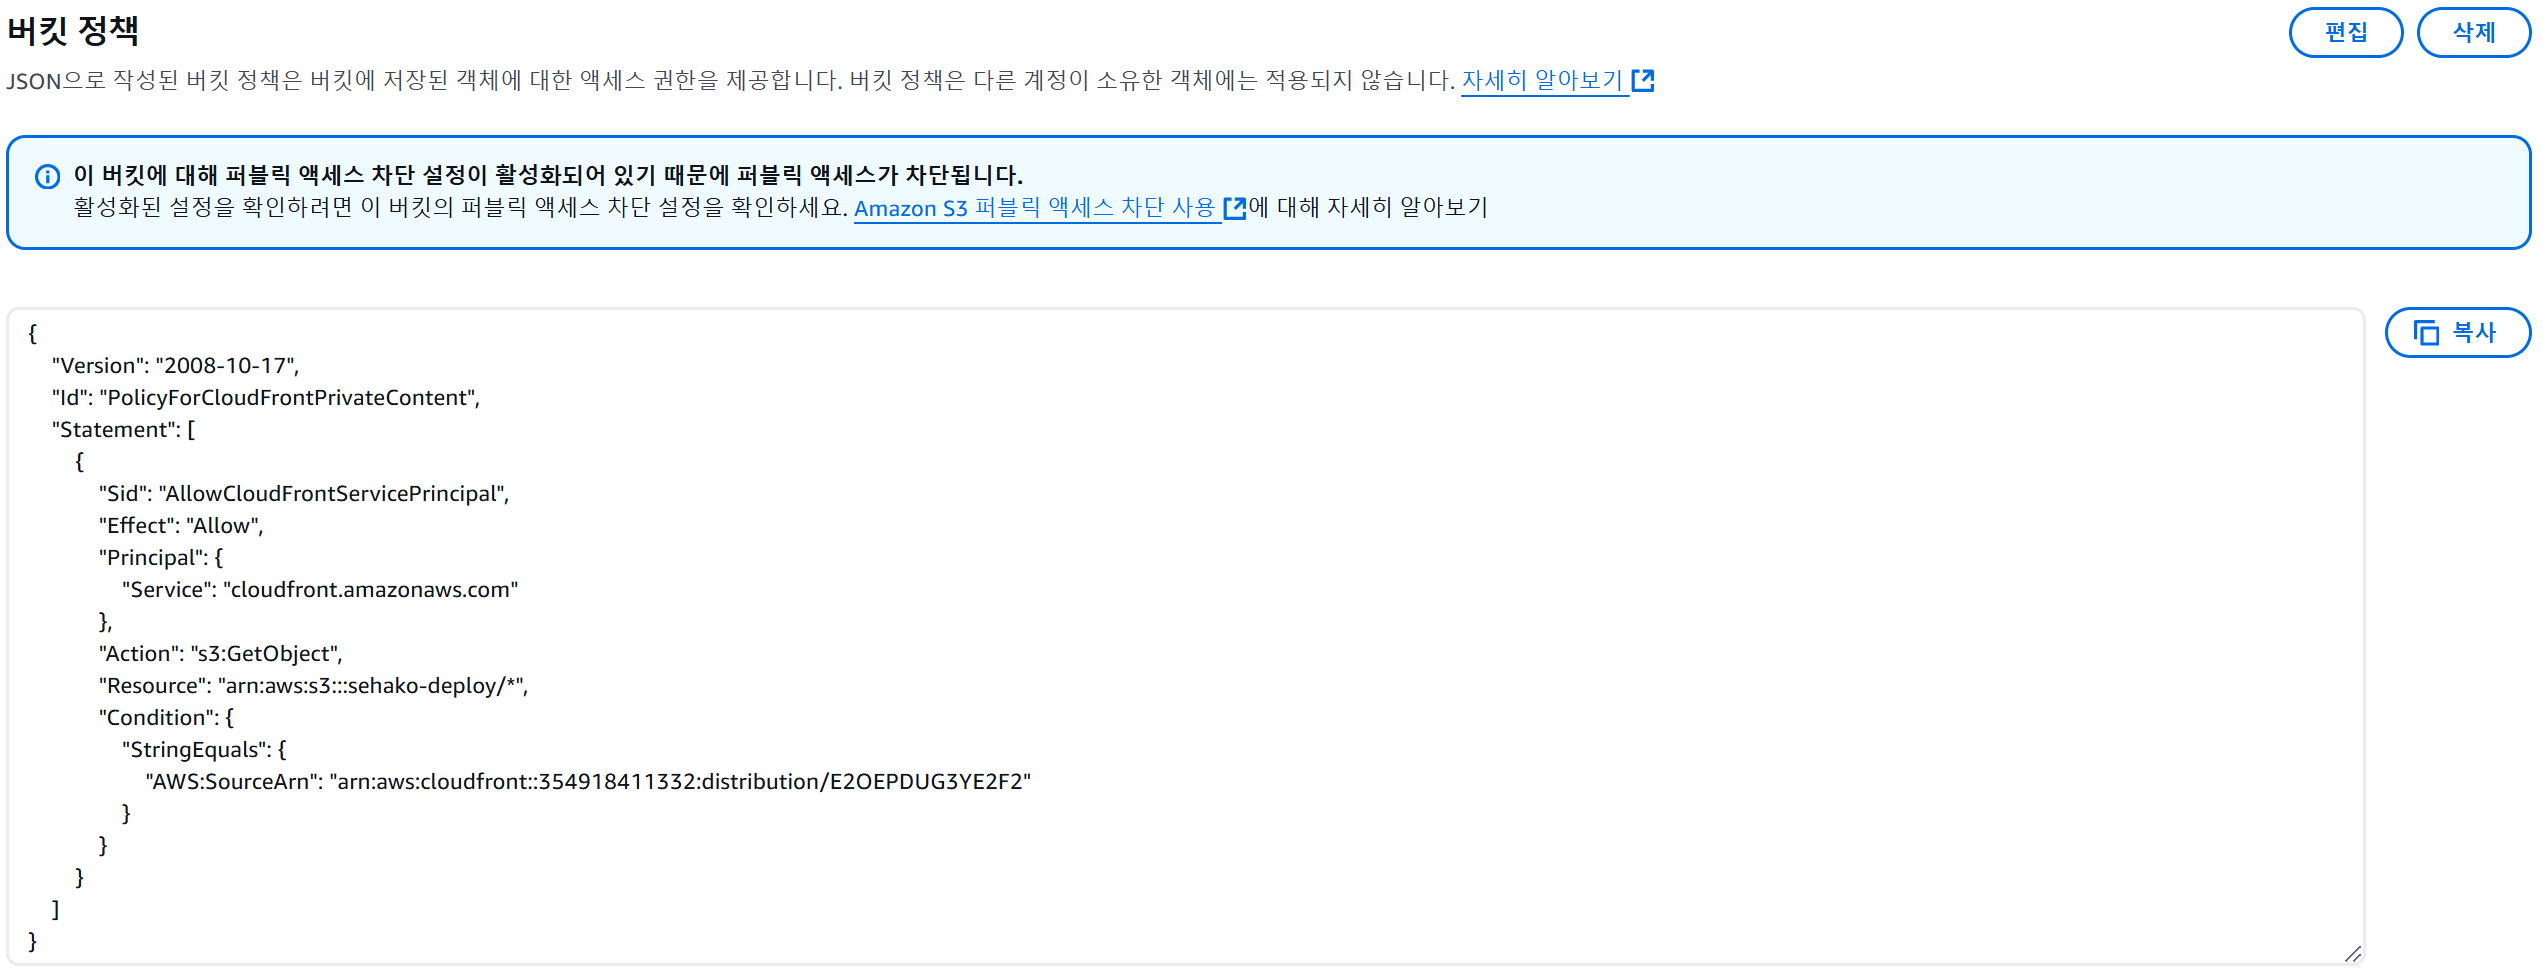 버킷 정책
편집
삭제
JSON으로 작성된 버킷 정책은 버킷에 저장된 객체에 대한 액세스 권한을 제공합니다. 버킷 정책은 다른 계정이 소유한 객체에는 적용되지 않습니다. 자세히 알아보기
이 버킷에 대해 퍼블릭 액세스 차단 설정이 활성화되어 있기 때문에 퍼블릭 액세스가 차단됩니다.
활성화된 설정을 확인하려면 이 버킷의 퍼블릭 액세스 차단 설정을 확인하세요. Amazon S3 퍼블릭 액세스 차단 사용에 대해 자세히 알아보기
복사
{
"Version": "2008-10-17",
"Id": "PolicyForCloudFrontPrivateContent",
"Statement": [
{
"Sid": "AllowCloudFrontServicePrincipal",
"Effect": "Allow",
"Principal": {
"Service": "cloudfront.amazonaws.com"
},
"Action": "s3:GetObject",
"Resource": "arn:aws:s3:::sehako-deploy/*",
"Condition": {
"StringEquals": {
"AWS:SourceArn": "arn:aws:cloudfront::354918411332:distribution/E2OEPDUG3YE2F2"
}
}
}
]
}